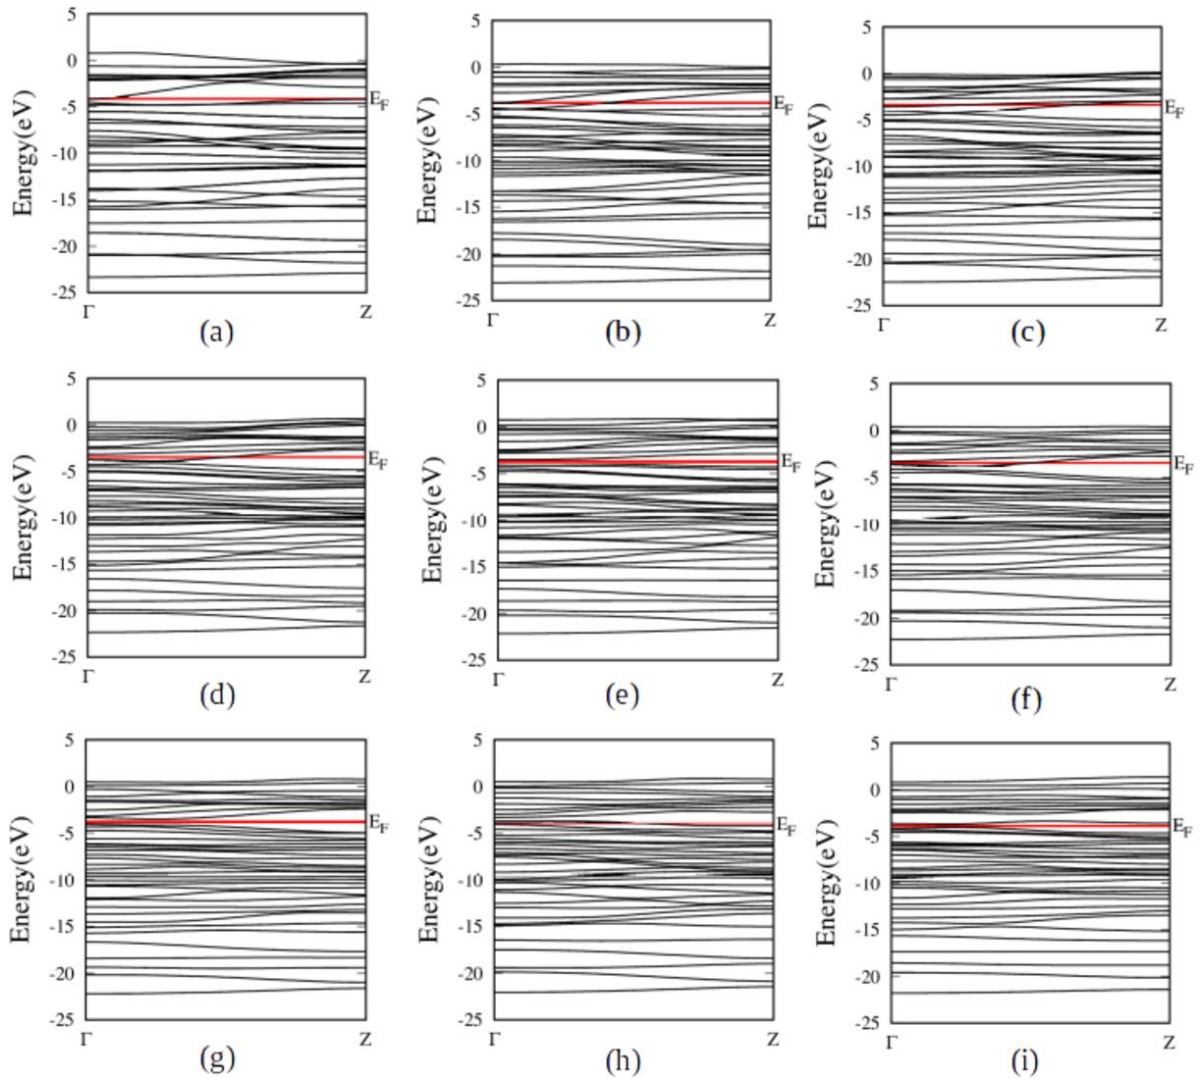 5
0
-5
-10
-15
-20
-25
Energy(eV)
E_F
Γ
Z
(a)
5
0
-5
-10
-15
-20
-25
Energy(eV)
E_F
Γ
Z
(b)
5
0
-5
-10
-15
-20
-25
Energy(eV)
E_F
Γ
Z
(c)
5
0
-5
-10
-15
-20
-25
Energy(eV)
E_F
Γ
Z
(d)
5
0
-5
-10
-15
-20
-25
Energy(eV)
E_F
Γ
Z
(e)
5
0
-5
-10
-15
-20
-25
Energy(eV)
E_F
Γ
Z
(f)
5
0
-5
-10
-15
-20
-25
Energy(eV)
E_F
Γ
Z
(g)
5
0
-5
-10
-15
-20
-25
Energy(eV)
E_F
Γ
Z
(h)
5
0
-5
-10
-15
-20
-25
Energy(eV)
E_F
Γ
Z
(i)